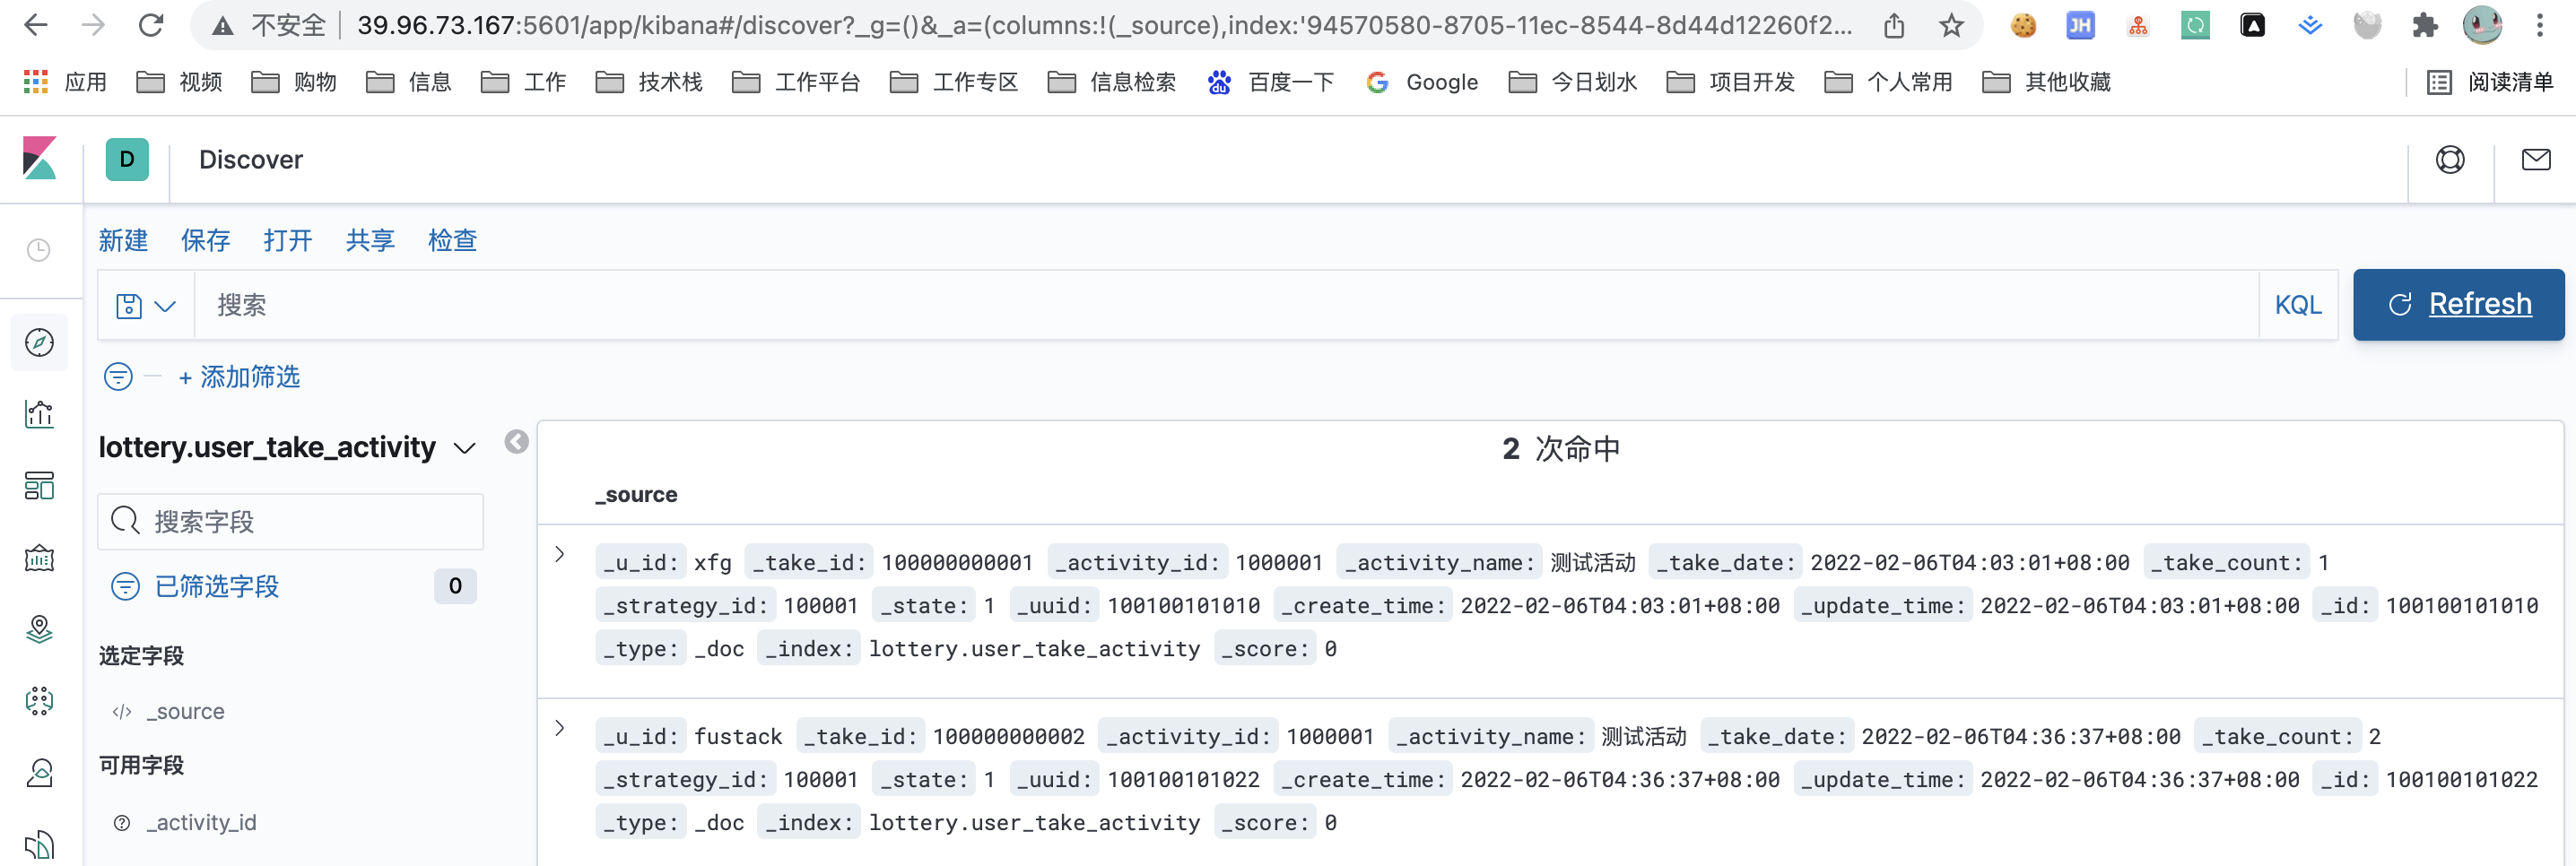 不安全 39.96.73.167:5601/app/kibana#/discover?_g=()&_a=(columns:!(_source),index:'94570580-8705-11ec-8544-8d44d12260f2...
JH
应用 视频 购物 信息 工作 技术栈 工作平台 工作专区 信息检索 du 百度一下 Google 今日划水 项目开发 个人常用 其他收藏 阅读清单
D Discover
新建 保存 打开 共享 检查
搜索 KQL Refresh
+ 添加筛选
lottery.user_take_activity
搜索字段
已筛选字段 0
选定字段
</> _source
可用字段
_activity_id
2 次命中
_source
_u_id: xfg _take_id: 100000000001 _activity_id: 1000001 _activity_name: 测试活动 _take_date: 2022-02-06T04:03:01+08:00 _take_count: 1
_strategy_id: 100001 _state: 1 _uuid: 100100101010 _create_time: 2022-02-06T04:03:01+08:00 _update_time: 2022-02-06T04:03:01+08:00 _id: 100100101010
_type: _doc _index: lottery.user_take_activity _score: 0
_u_id: fustack _take_id: 100000000002 _activity_id: 1000001 _activity_name: 测试活动 _take_date: 2022-02-06T04:36:37+08:00 _take_count: 2
_strategy_id: 100001 _state: 1 _uuid: 100100101022 _create_time: 2022-02-06T04:36:37+08:00 _update_time: 2022-02-06T04:36:37+08:00 _id: 100100101022
_type: _doc _index: lottery.user_take_activity _score: 0